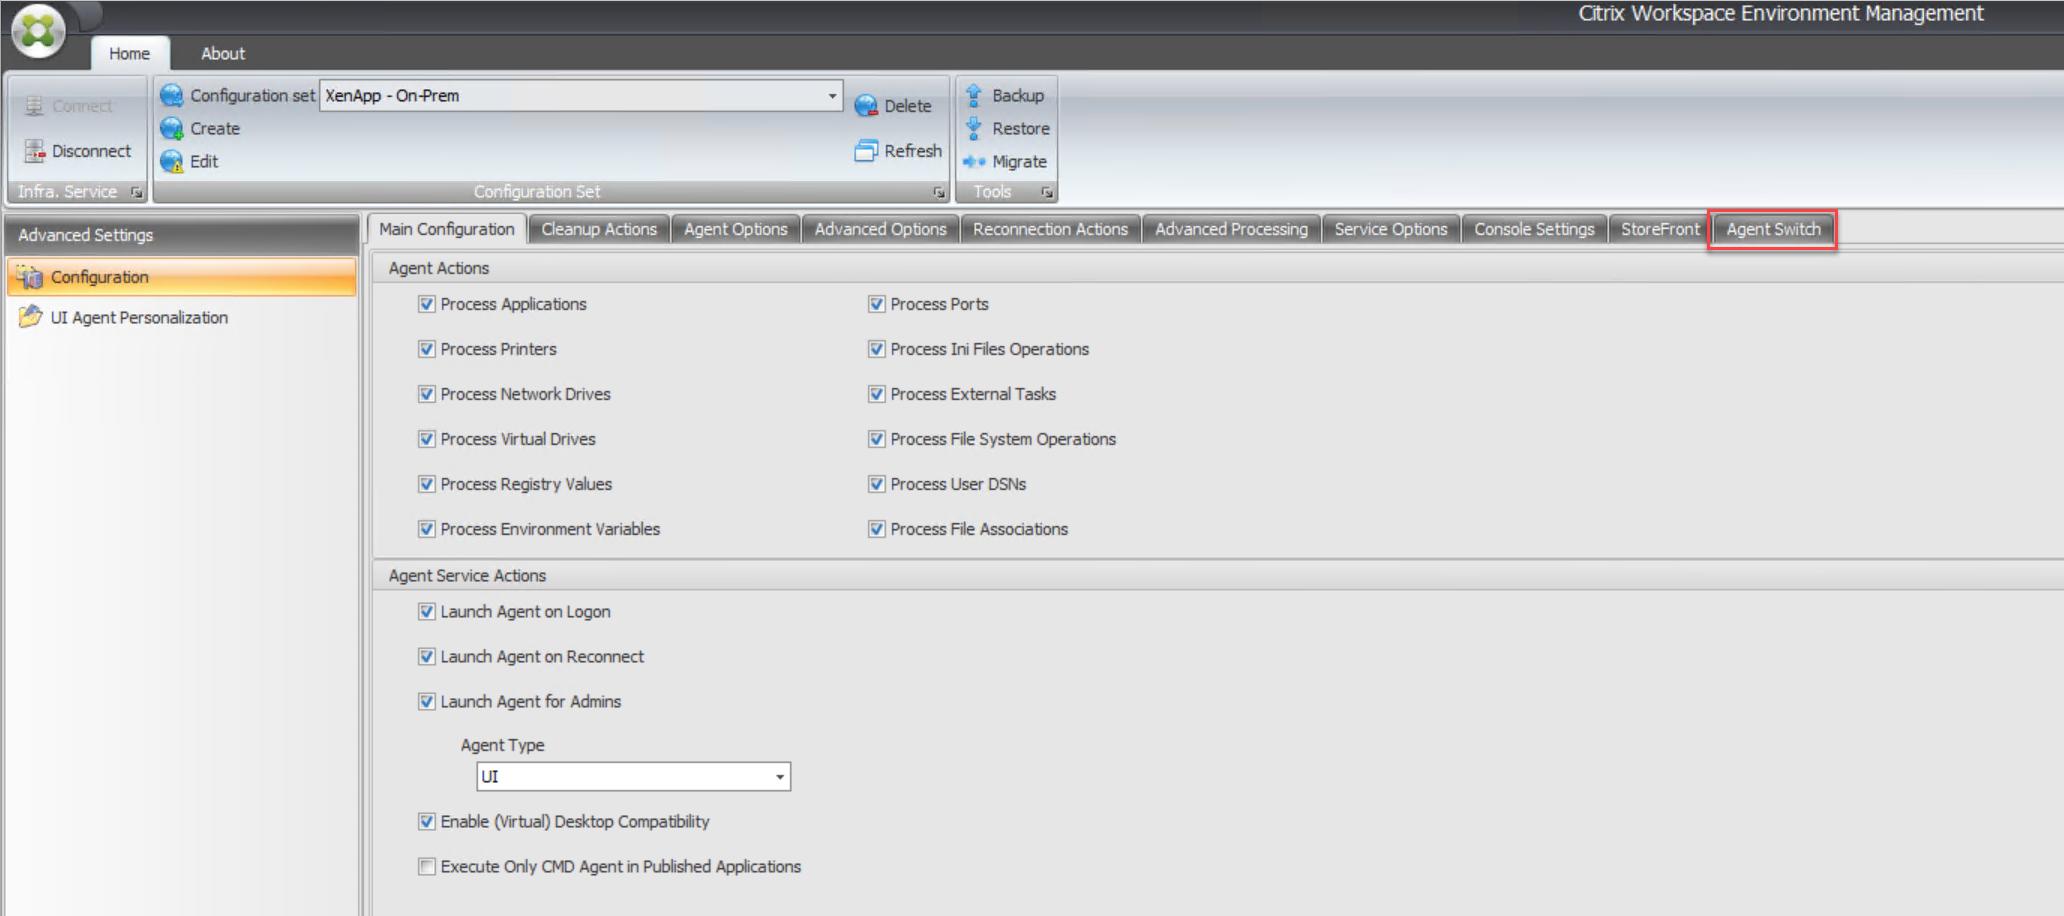 Citrix Workspace Environment Management
Home About
Connect
Disconnect
Infra. Service
Configuration set XenApp - On-Prem
Create
Edit
Delete
Refresh
Configuration Set
Backup
Restore
Migrate
Tools
Advanced Settings
Configuration
UI Agent Personalization
Main Configuration Cleanup Actions Agent Options Advanced Options Reconnection Actions Advanced Processing Service Options Console Settings StoreFront Agent Switch
Agent Actions
Process Applications Process Ports
Process Printers Process Ini Files Operations
Process Network Drives Process External Tasks
Process Virtual Drives Process File System Operations
Process Registry Values Process User DSNs
Process Environment Variables Process File Associations
Agent Service Actions
Launch Agent on Logon
Launch Agent on Reconnect
Launch Agent for Admins
Agent Type
UI
Enable (Virtual) Desktop Compatibility
Execute Only CMD Agent in Published Applications